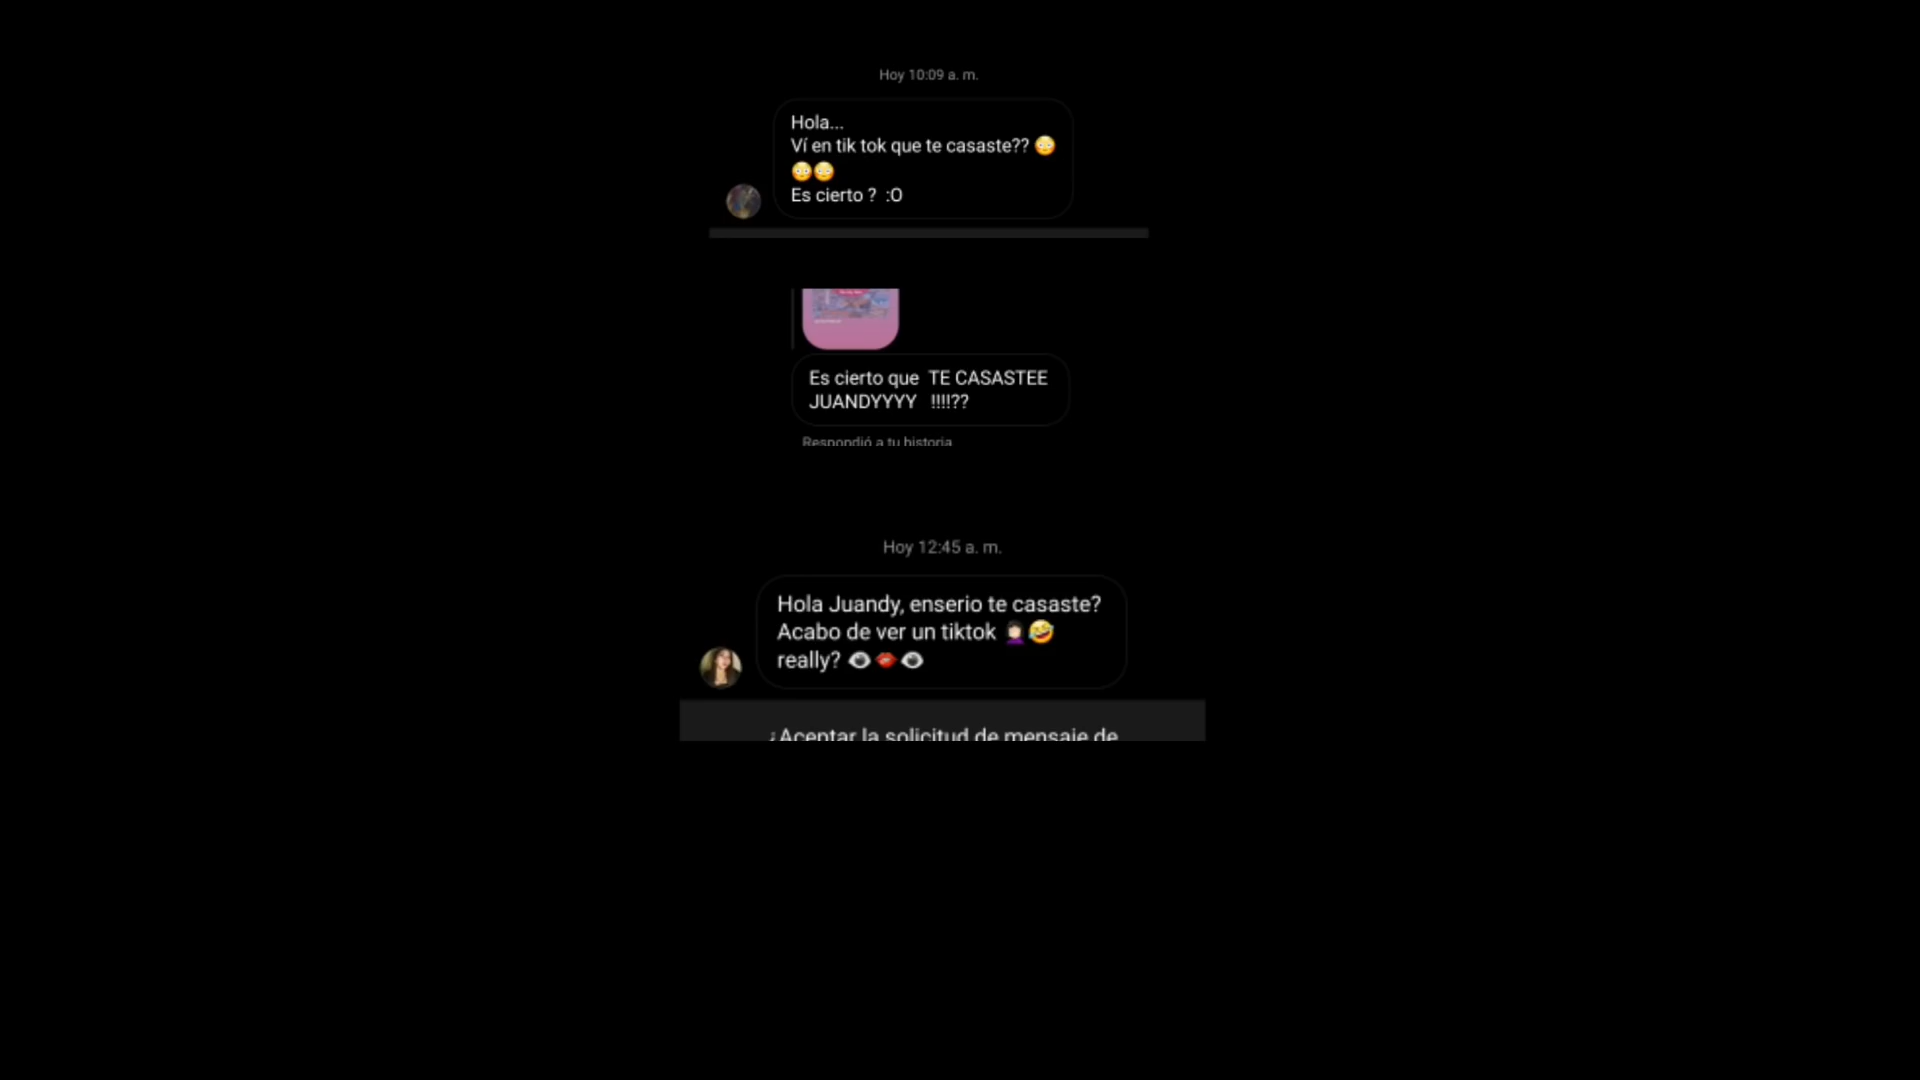 Hoy 10:09 a. m.
Hola...
Ví en tik tok que te casaste?? 😳
😳😳
Es cierto ? :O
Es cierto que TE CASASTEE
JUANDYYYY !!!!??
Respondió a tu historia
Hoy 12:45 a. m.
Hola Juandy, enserio te casaste?
Acabo de ver un tiktok 🤦🏻‍♀️🤣
really? 👁️👄👁️
¿Aceptar la solicitud de mensaje de